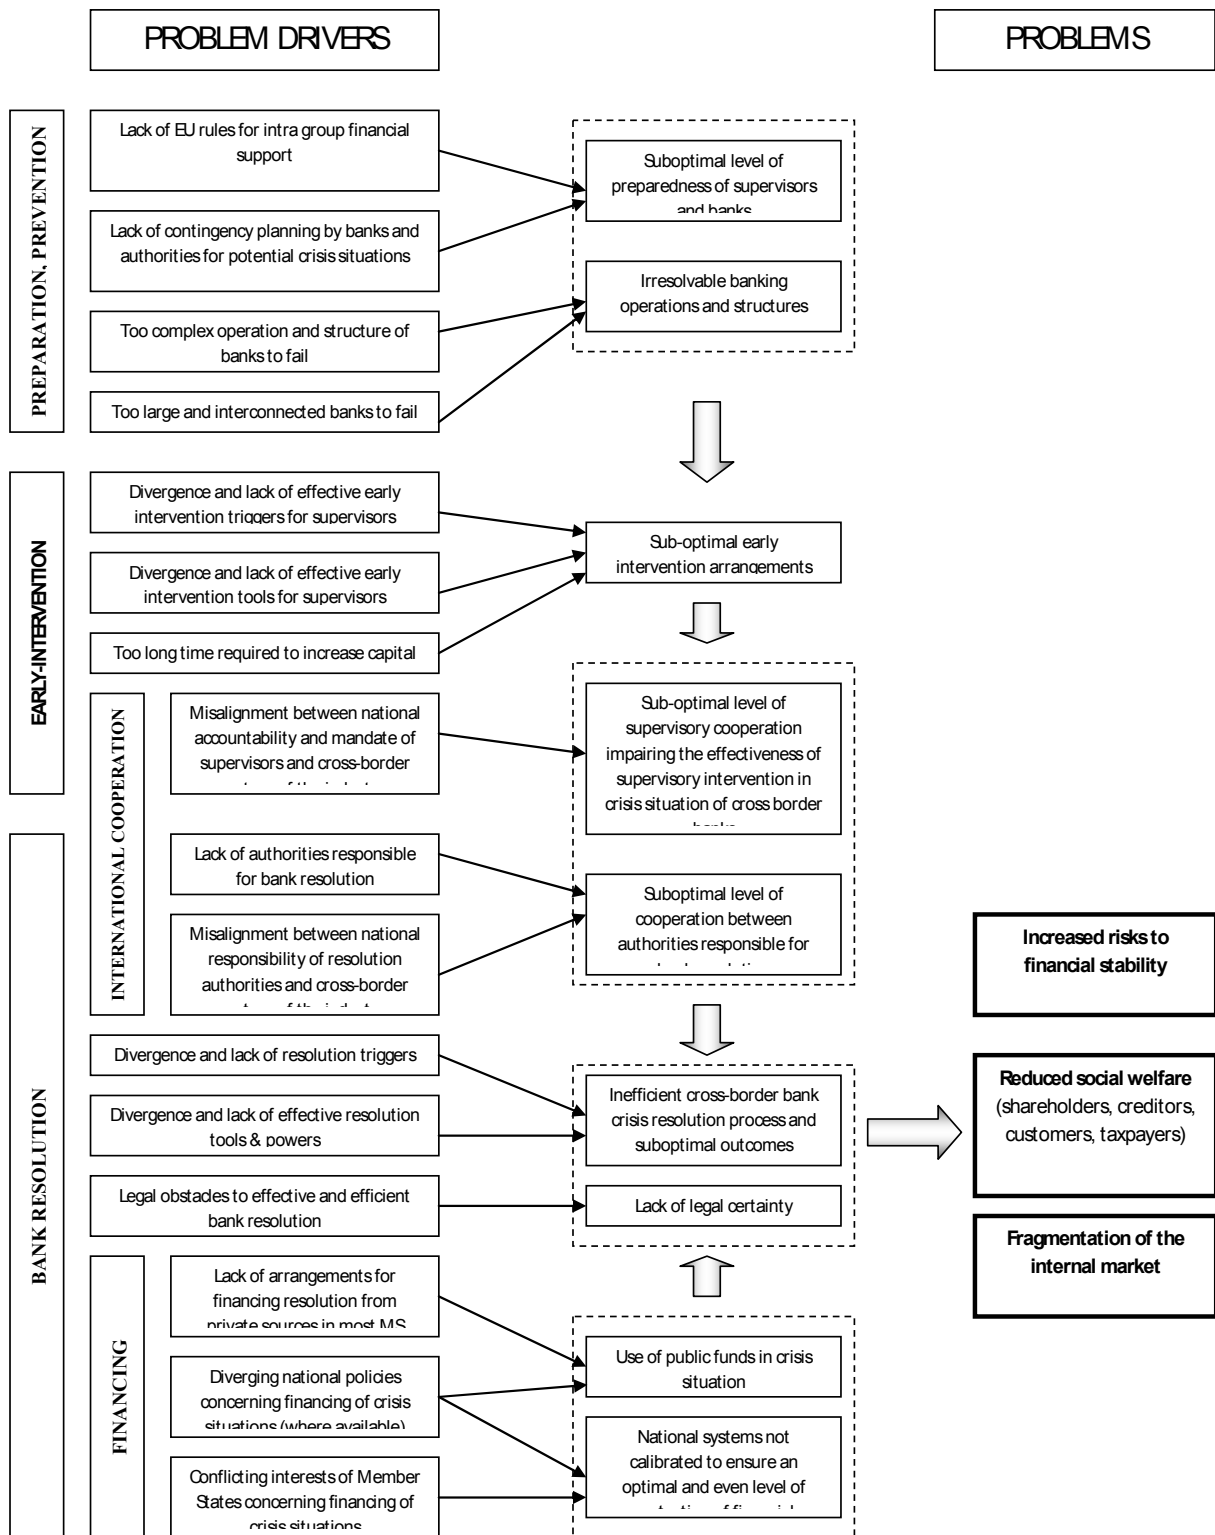 PROBLEM DRIVERS
PROBLEMS
PREPARATION, PREVENTION
Lack of EU rules for intra group financial
support
Lack of contingency planning by banks and
authorities for potential crisis situations
Too complex operation and structure of
banks to fail
Too large and interconnected banks to fail
Suboptimal level of
preparedness of supervisors
and banks
Irresolvable banking
operations and structures
EARLY-INTERVENTION
Divergence and lack of effective early
intervention triggers for supervisors
Divergence and lack of effective early
intervention tools for supervisors
Too long time required to increase capital
Sub-optimal early
intervention arrangements
INTERNATIONAL COOPERATION
Misalignment between national
accountability and mandate of
supervisors and cross-border
Sub-optimal level of
supervisory cooperation
impairing the effectiveness of
supervisory intervention in
crisis situation of cross border
BANK RESOLUTION
Lack of authorities responsible
for bank resolution
Misalignment between national
responsibility of resolution
authorities and cross-border
Suboptimal level of
cooperation between
authorities responsible for
Divergence and lack of resolution triggers
Divergence and lack of effective resolution
tools & powers
Legal obstacles to effective and efficient
bank resolution
Inefficient cross-border bank
crisis resolution process and
suboptimal outcomes
Lack of legal certainty
Increased risks to
financial stability
Reduced social welfare
(shareholders, creditors,
customers, taxpayers)
Fragmentation of the
internal market
FINANCING
Lack of arrangements for
financing resolution from
private sources in most MS
Diverging national policies
concerning financing of crisis
situations (where available)
Conflicting interests of Member
States concerning financing of
crisis situations
Use of public funds in crisis
situation
National systems not
calibrated to ensure an
optimal and even level of